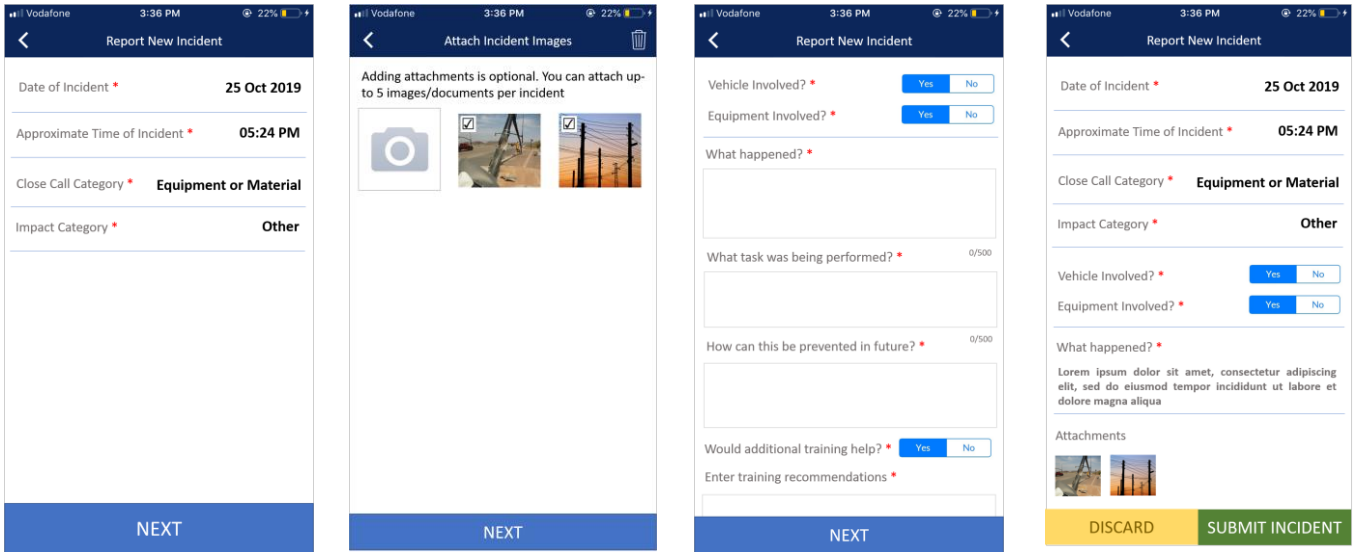 Vodafone 3:36 PM 22%
Report New Incident
Date of Incident * 25 Oct 2019
Approximate Time of Incident * 05:24 PM
Close Call Category * Equipment or Material
Impact Category * Other
NEXT
Vodafone 3:36 PM 22%
Attach Incident Images
Adding attachments is optional. You can attach up-
to 5 images/documents per incident
NEXT
Vodafone 3:36 PM 22%
Report New Incident
Vehicle Involved? * Yes No
Equipment Involved? * Yes No
What happened? *
What task was being performed? * 0/500
How can this be prevented in future? * 0/500
Would additional training help? * Yes No
Enter training recommendations *
NEXT
Vodafone 3:36 PM 22%
Report New Incident
Date of Incident * 25 Oct 2019
Approximate Time of Incident * 05:24 PM
Close Call Category * Equipment or Material
Impact Category * Other
Vehicle Involved? * Yes No
Equipment Involved? * Yes No
What happened? *
Lorem ipsum dolor sit amet, consectetur adipiscing
elit, sed do eiusmod tempor incididunt ut labore et
dolore magna aliqua
Attachments
DISCARD SUBMIT INCIDENT